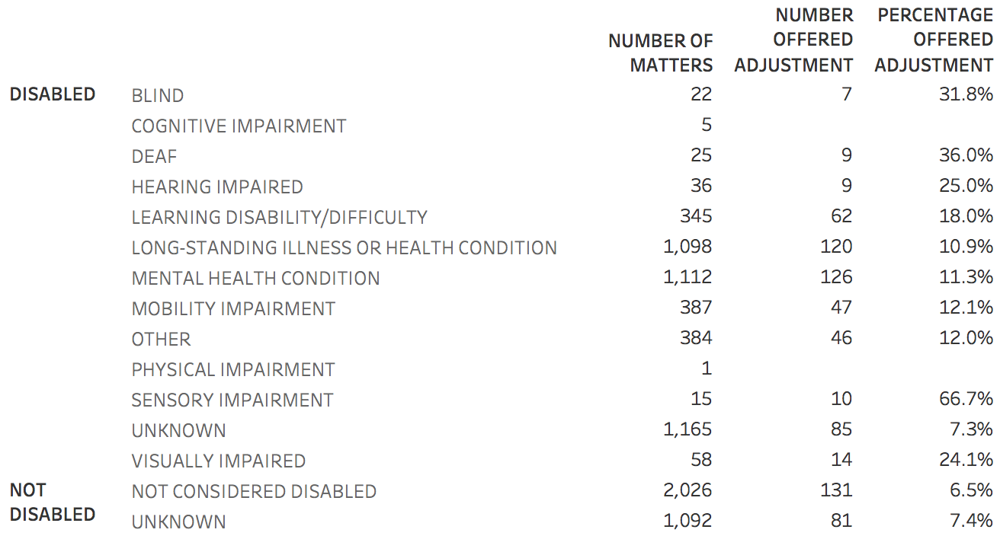 NUMBER OF MATTERS NUMBER OFFERED ADJUSTMENT PERCENTAGE OFFERED ADJUSTMENT
DISABLED BLIND 22 7 31.8%
COGNITIVE IMPAIRMENT 5
DEAF 25 9 36.0%
HEARING IMPAIRED 36 9 25.0%
LEARNING DISABILITY/DIFFICULTY 345 62 18.0%
LONG-STANDING ILLNESS OR HEALTH CONDITION 1,098 120 10.9%
MENTAL HEALTH CONDITION 1,112 126 11.3%
MOBILITY IMPAIRMENT 387 47 12.1%
OTHER 384 46 12.0%
PHYSICAL IMPAIRMENT 1
SENSORY IMPAIRMENT 15 10 66.7%
UNKNOWN 1,165 85 7.3%
VISUALLY IMPAIRED 58 14 24.1%
NOT DISABLED NOT CONSIDERED DISABLED 2,026 131 6.5%
UNKNOWN 1,092 81 7.4%